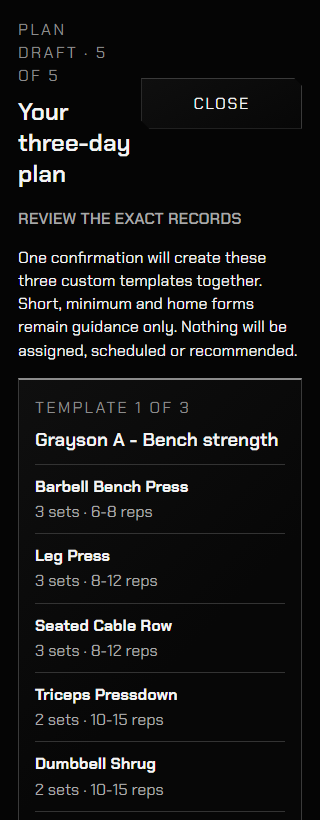 PLAN
DRAFT · 5
OF 5
Your
three-day
plan
CLOSE
REVIEW THE EXACT RECORDS
One confirmation will create these
three custom templates together.
Short, minimum and home forms
remain guidance only. Nothing will be
assigned, scheduled or recommended.
TEMPLATE 1 OF 3
Grayson A - Bench strength
Barbell Bench Press
3 sets · 6-8 reps
Leg Press
3 sets · 8-12 reps
Seated Cable Row
3 sets · 8-12 reps
Triceps Pressdown
2 sets · 10-15 reps
Dumbbell Shrug
2 sets · 10-15 reps